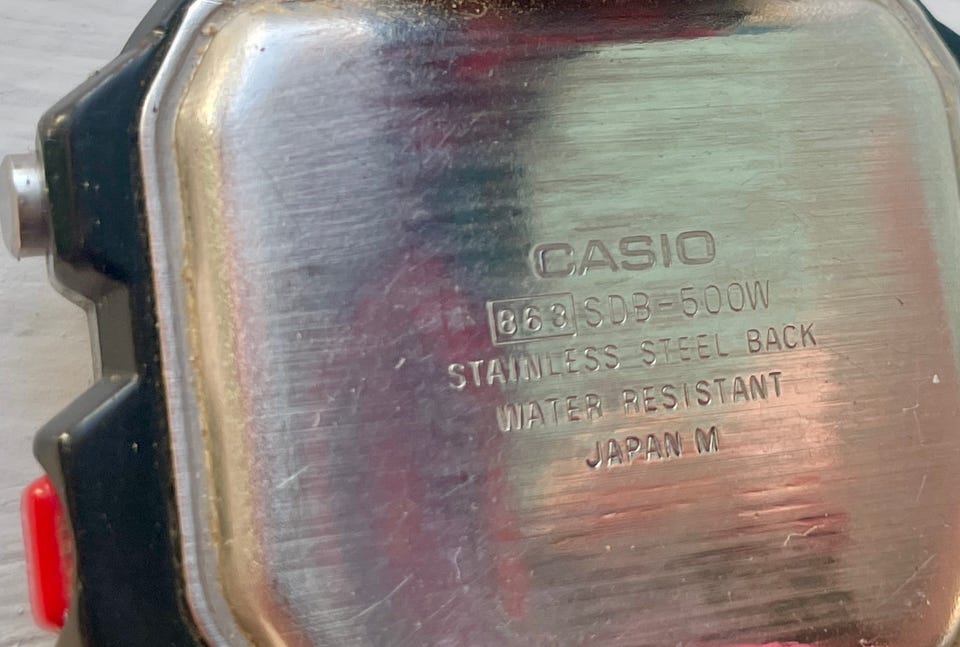 CASIO
863 SDB-500W
STAINLESS STEEL BACK
WATER RESISTANT
JAPAN M